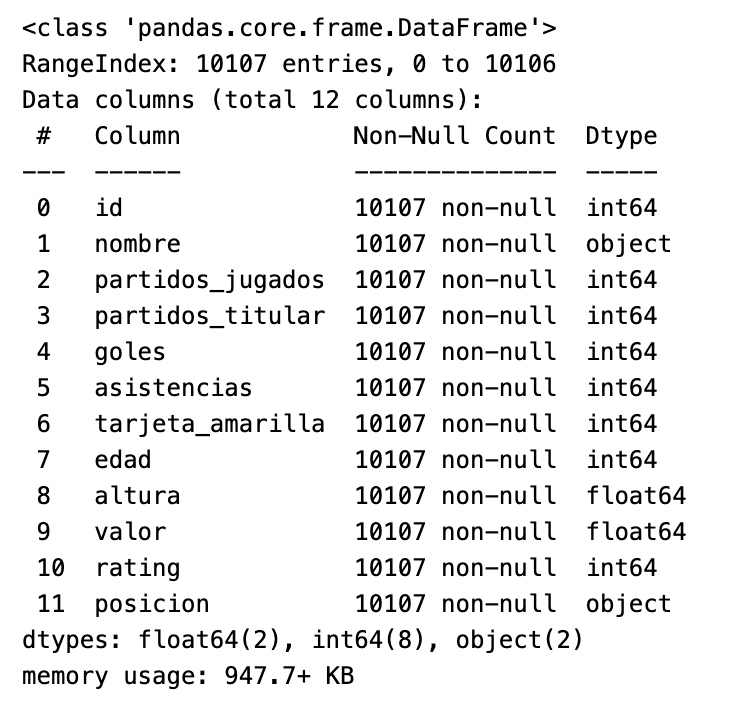 <class 'pandas.core.frame.DataFrame'>
RangeIndex: 10107 entries, 0 to 10106
Data columns (total 12 columns):
 #   Column            Non-Null Count  Dtype
---  ------            --------------  -----
 0   id                10107 non-null  int64
 1   nombre            10107 non-null  object
 2   partidos_jugados  10107 non-null  int64
 3   partidos_titular  10107 non-null  int64
 4   goles             10107 non-null  int64
 5   asistencias       10107 non-null  int64
 6   tarjeta_amarilla  10107 non-null  int64
 7   edad              10107 non-null  int64
 8   altura            10107 non-null  float64
 9   valor             10107 non-null  float64
 10  rating            10107 non-null  int64
 11  posicion          10107 non-null  object
dtypes: float64(2), int64(8), object(2)
memory usage: 947.7+ KB